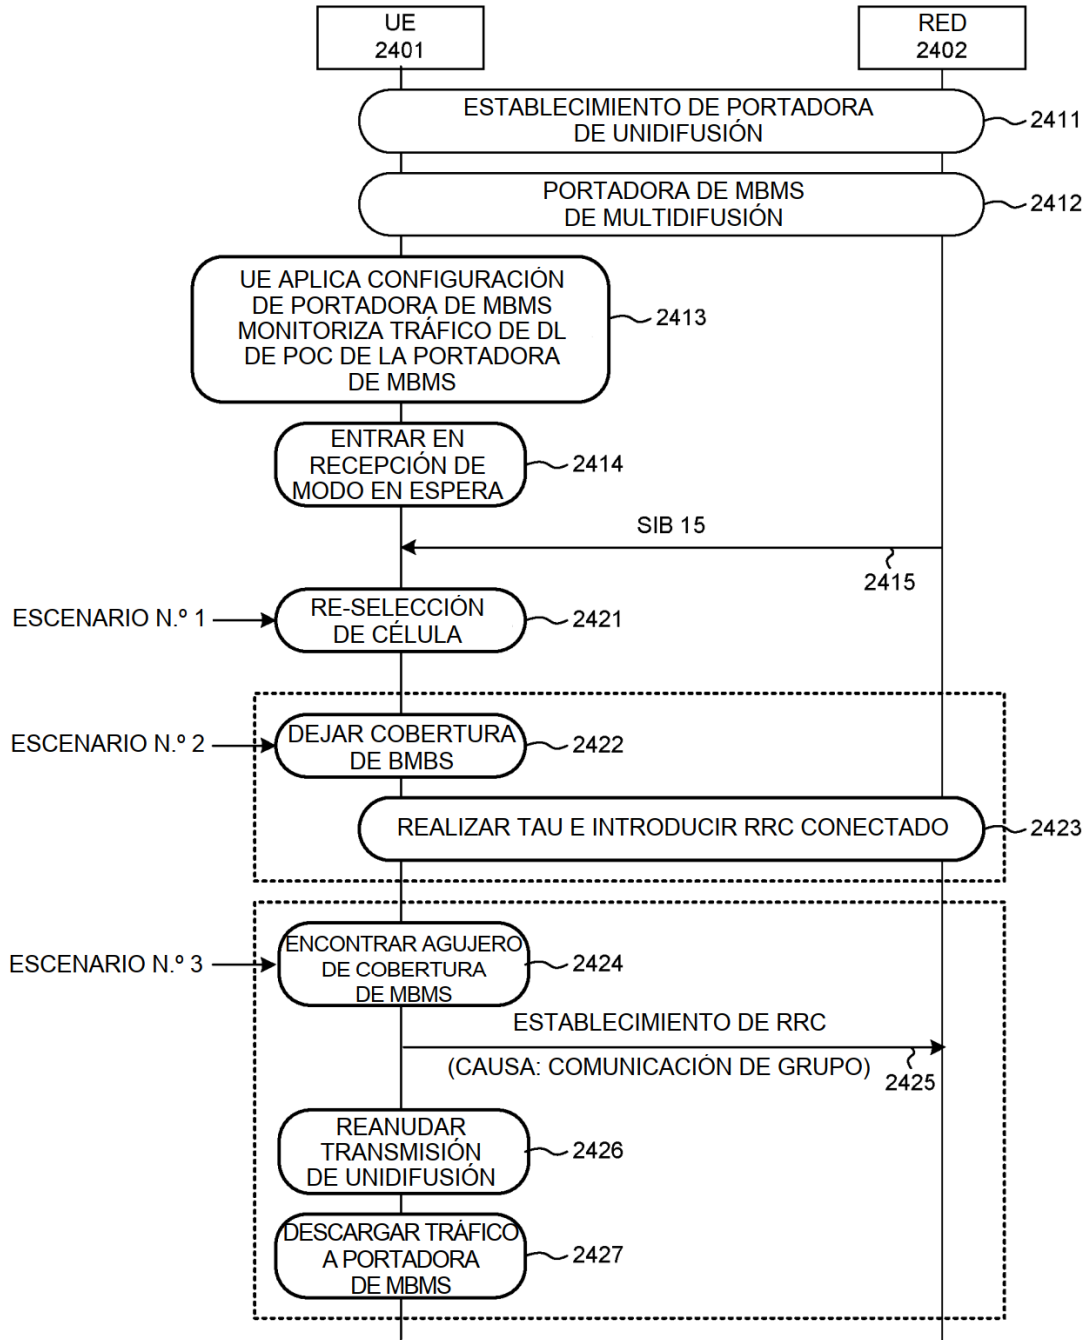 UE
2401
RED
2402
ESTABLECIMIENTO DE PORTADORA
DE UNIDIFUSIÓN
2411
PORTADORA DE MBMS
DE MULTIDIFUSIÓN
2412
UE APLICA CONFIGURACIÓN
DE PORTADORA DE MBMS
MONITORIZA TRÁFICO DE DL
DE POC DE LA PORTADORA
DE MBMS
2413
ENTRAR EN
RECEPCIÓN DE
MODO EN ESPERA
2414
SIB 15
2415
ESCENARIO N.º 1
RE-SELECCIÓN
DE CÉLULA
2421
ESCENARIO N.º 2
DEJAR COBERTURA
DE BMBS
2422
REALIZAR TAU E INTRODUCIR RRC CONECTADO
2423
ESCENARIO N.º 3
ENCONTRAR AGUJERO
DE COBERTURA
DE MBMS
2424
ESTABLECIMIENTO DE RRC
(CAUSA: COMUNICACIÓN DE GRUPO)
2425
REANUDAR
TRANSMISIÓN
DE UNIDIFUSIÓN
2426
DESCARGAR TRÁFICO
A PORTADORA
DE MBMS
2427